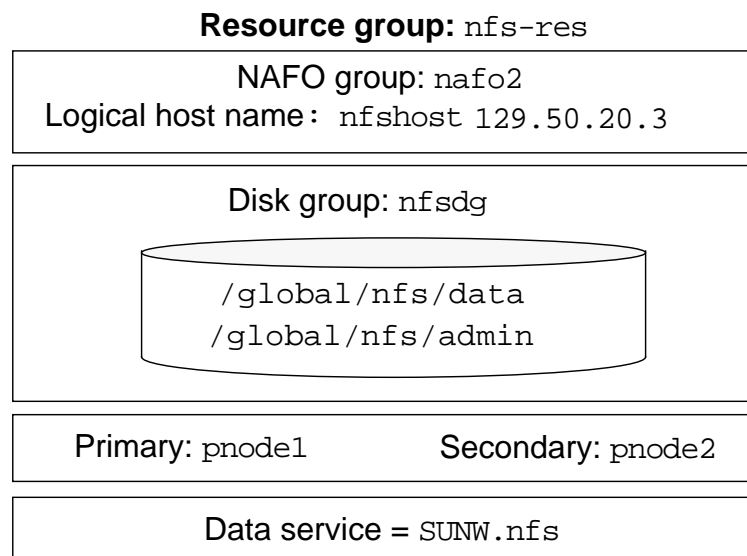 Resource group: nfs-res
NAFO group: nafo2
Logical host name: nfshost 129.50.20.3
Disk group: nfsdg
/global/nfs/data
/global/nfs/admin
Primary: pnode1 Secondary: pnode2
Data service = SUNW.nfs